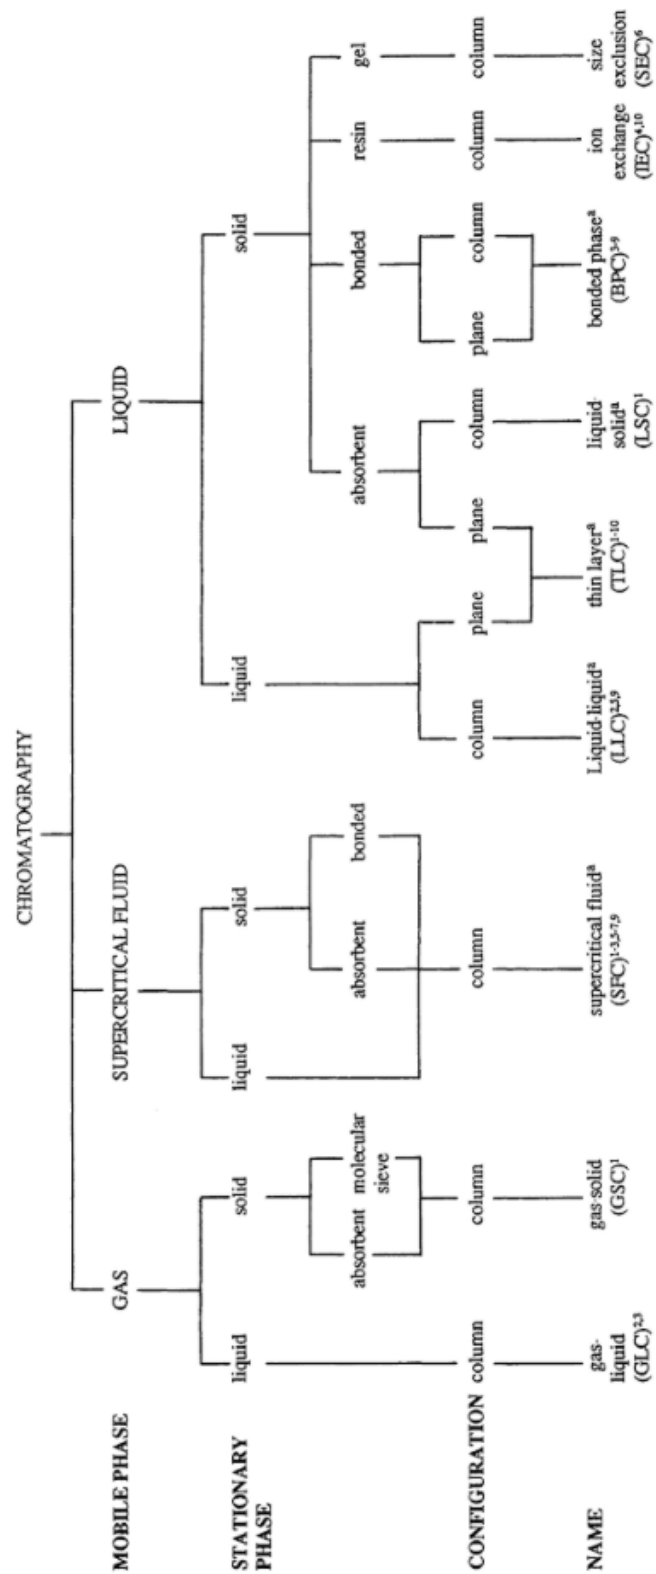 CHROMATOGRAPHY
MOBILE PHASE
GAS
SUPERCRITICAL FLUID
LIQUID
STATIONARY
PHASE
liquid
solid
liquid
solid
liquid
solid
absorbent
molecular
sieve
absorbent
bonded
absorbent
bonded
resin
gel
CONFIGURATION
column
column
column
column
plane
plane
column
plane
column
column
column
NAME
gas-
liquid
(GLC)²,³
gas-solid
(GSC)¹
supercritical fluidᵃ
(SFC)¹⁻³,⁵⁻⁷,⁹
Liquid-liquidᵃ
(LLC)²,³,⁹
thin layerᵃ
(TLC)¹⁻¹⁰
liquid-
solidᵃ
(LSC)¹
bonded phaseᵃ
(BPC)³⁻⁹
ion
exchange
(IEC)⁴,¹⁰
size
exclusion
(SEC)⁶